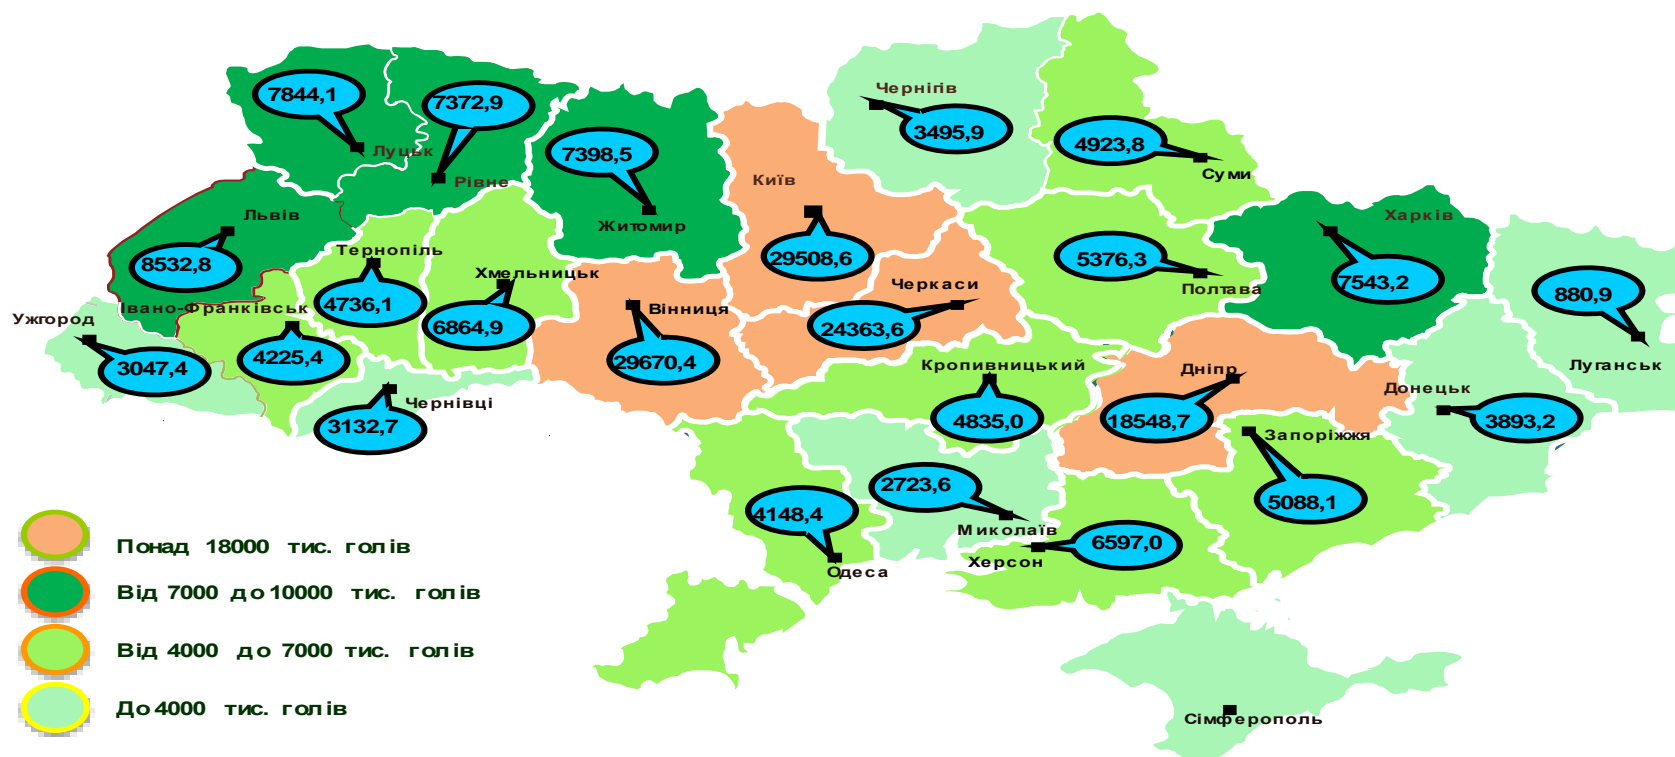 Чернігів
3495,9
4923,8
Суми
7844,1
Луцьк
7372,9
Рівне
7398,5
Житомир
Київ
29508,6
Львів
8532,8
Тернопіль
4736,1
Хмельницьк
6864,9
Вінниця
29670,4
Черкаси
24363,6
5376,3
Полтава
Харків
7543,2
880,9
Луганськ
Ужгород
3047,4
Івано-Франківськ
4225,4
Чернівці
3132,7
Кропивницький
4835,0
Дніпр
18548,7
Донецьк
3893,2
Запоріжжя
5088,1
2723,6
Миколаїв
4148,4
Одеса
Херсон
6597,0
Сімферополь
Понад 18000 тис. голів
Від 7000 до 10000 тис. голів
Від 4000 до 7000 тис. голів
До 4000 тис. голів